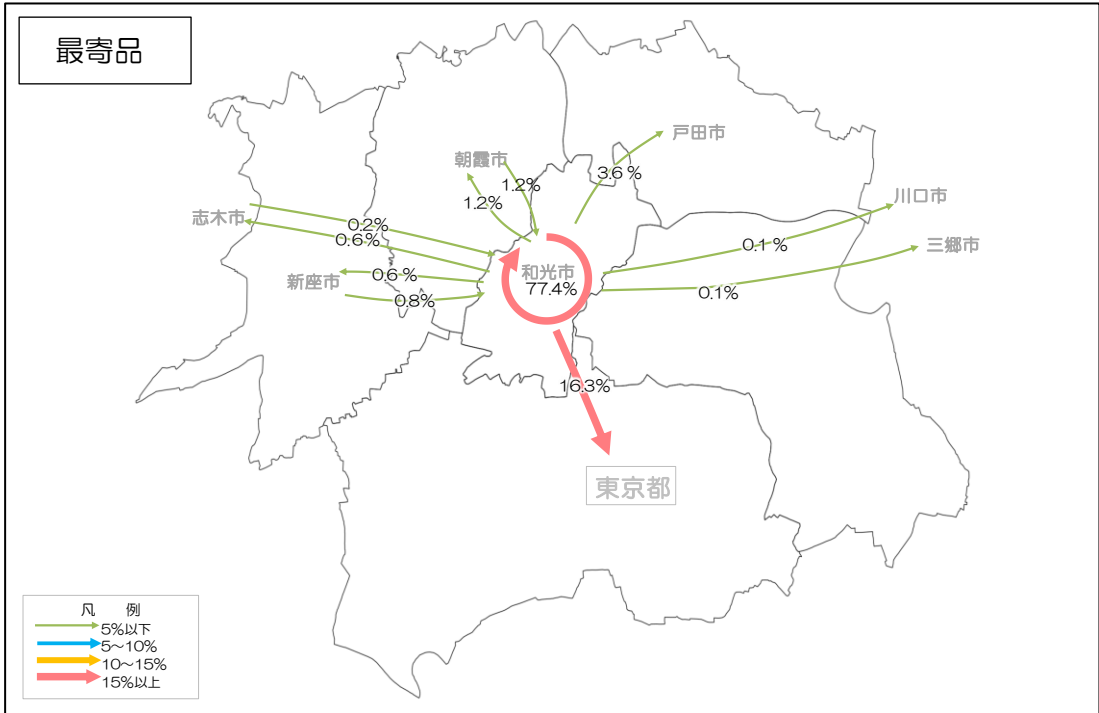 最寄品
戸田市
朝霞市
1.2%
3.6 %
1.2%
川口市
志木市
0.2%
0.6%
0.1 %
三郷市
新座市
0.6%
和光市
77.4%
0.8%
0.1%
16.3%
東京都
凡 例
5%以下
5～10%
10～15%
15%以上